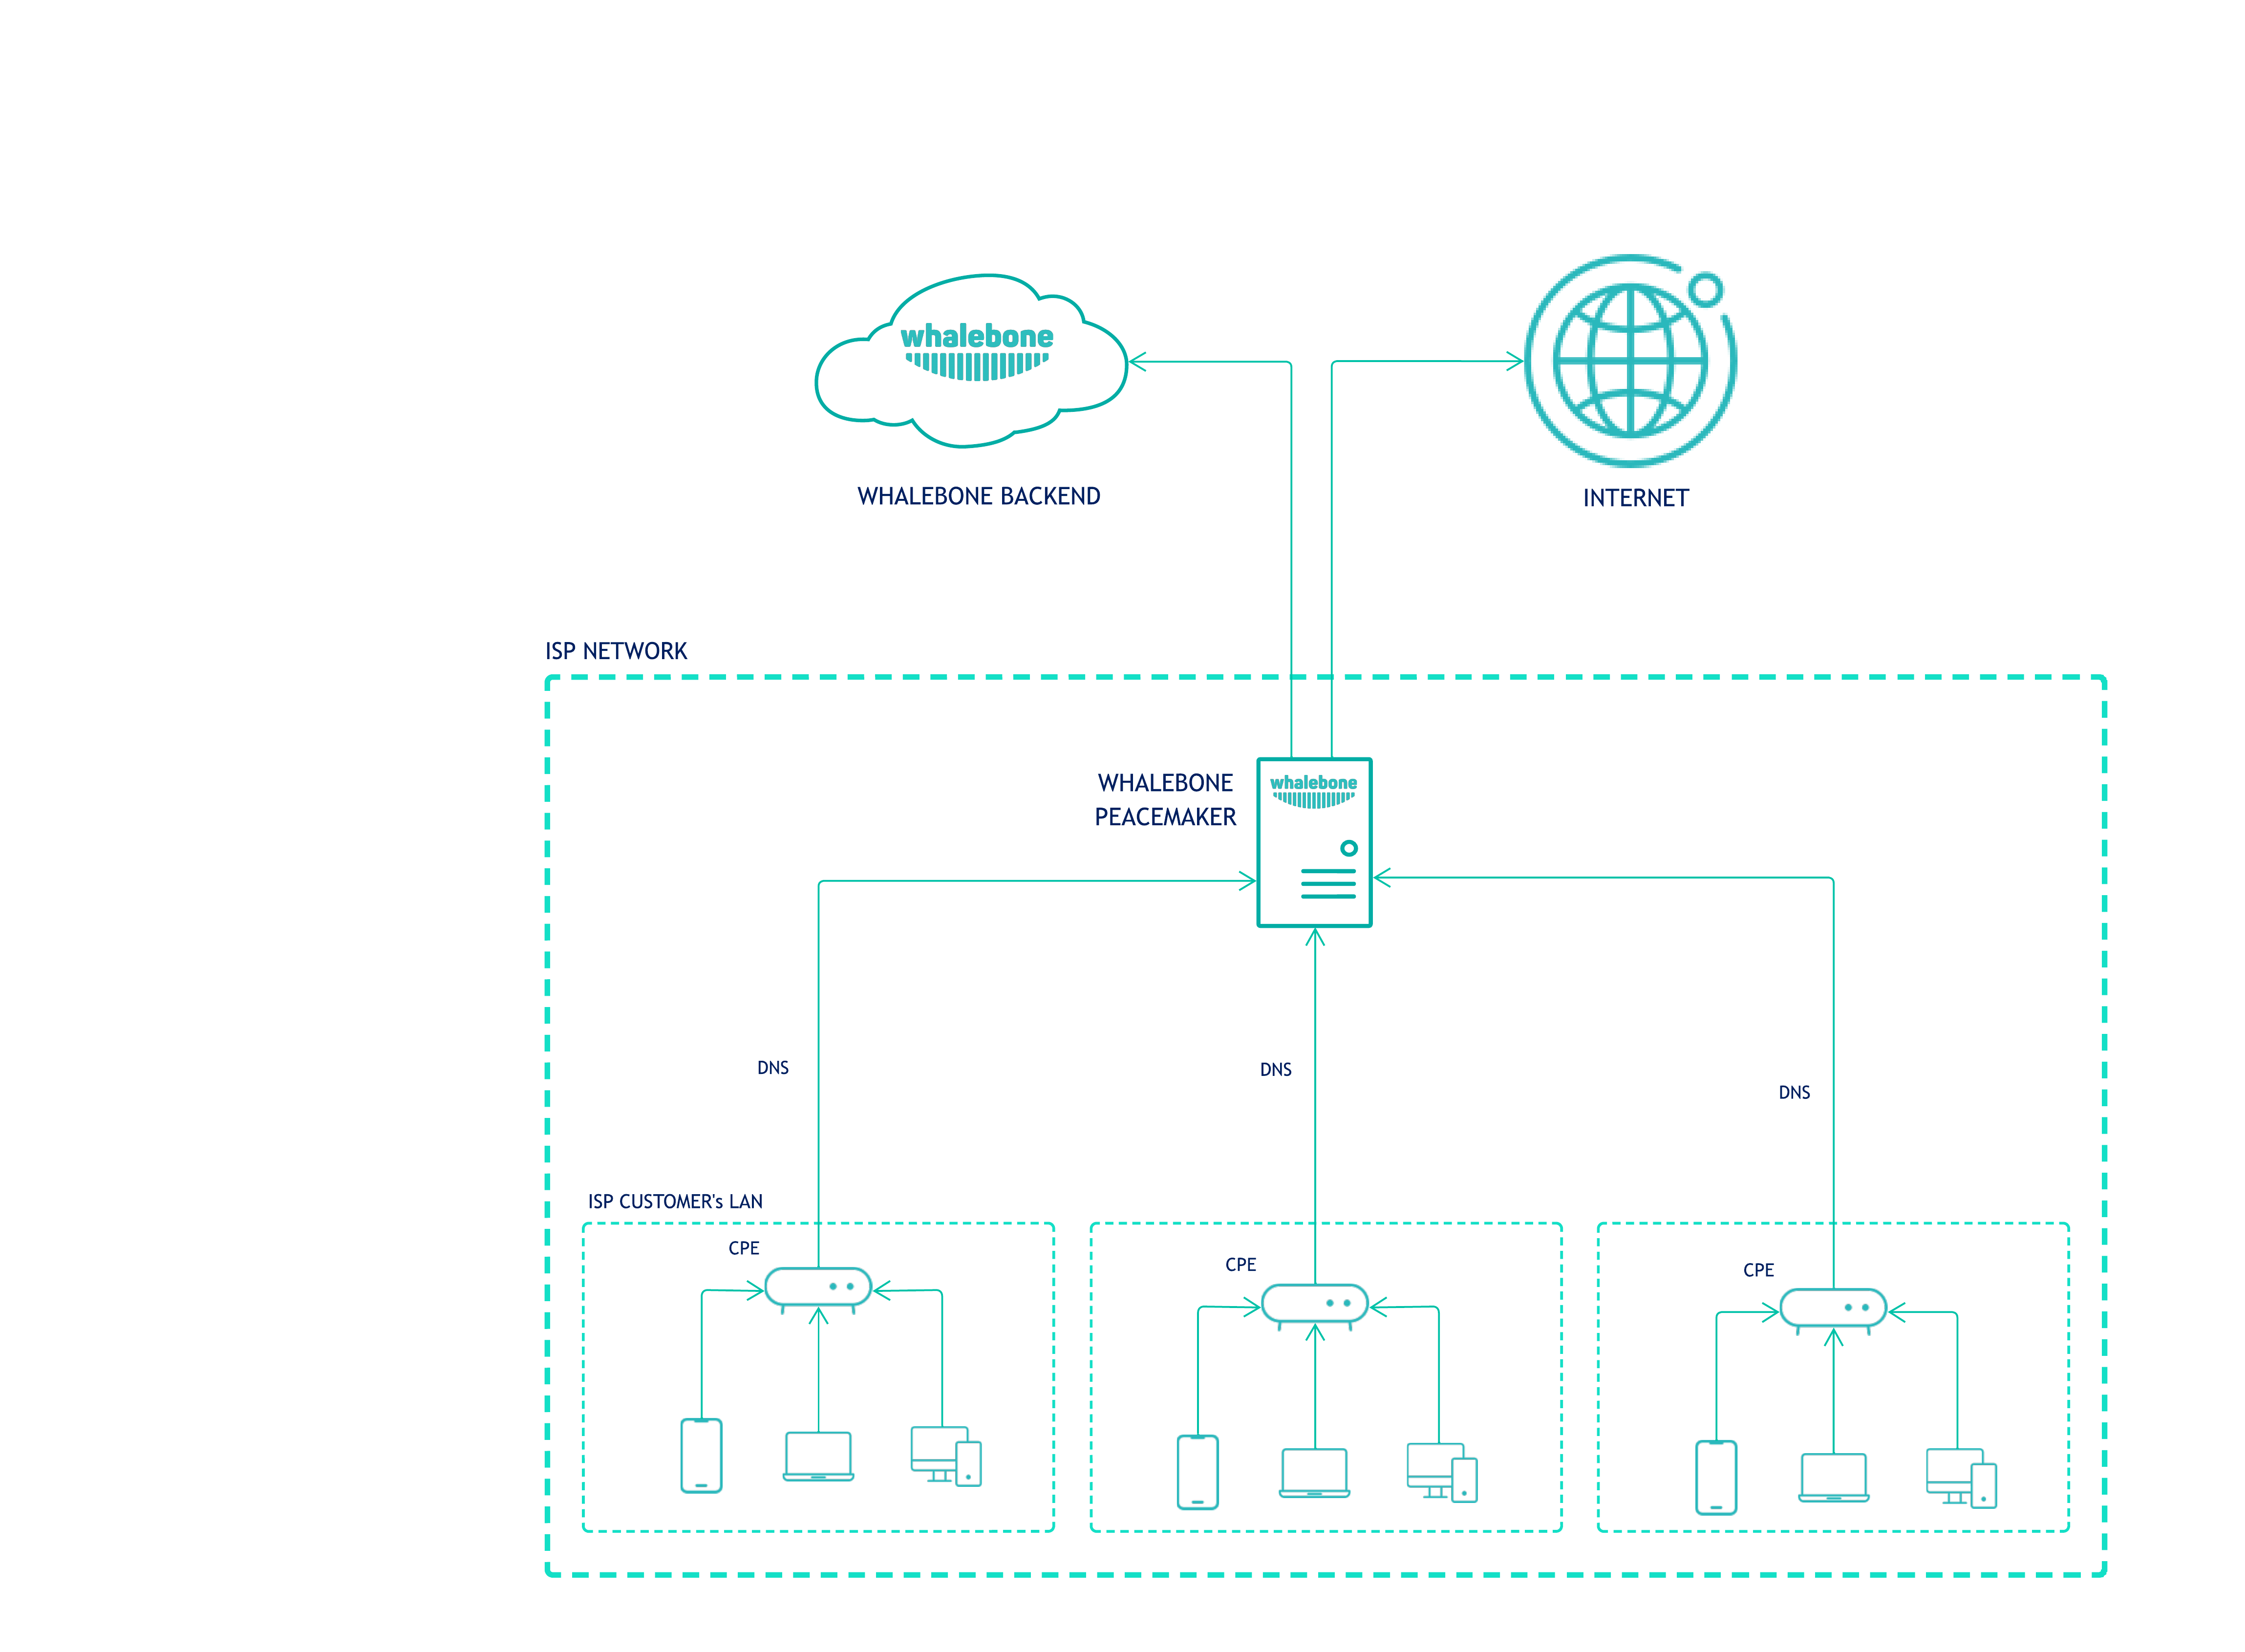 whalebone
WHALEBONE BACKEND
INTERNET
ISP NETWORK
whalebone
WHALEBONE
PEACEMAKER
DNS
DNS
DNS
ISP CUSTOMER's LAN
CPE
CPE
CPE